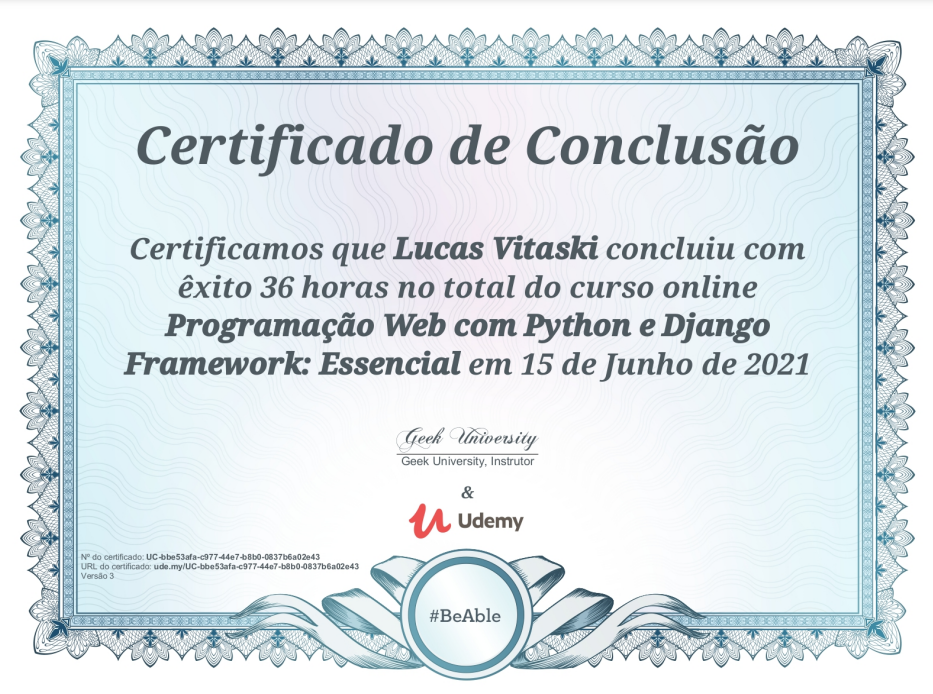 Certificado de Conclusão
Certificamos que Lucas Vitaski concluiu com
êxito 36 horas no total do curso online
Programação Web com Python e Django
Framework: Essencial em 15 de Junho de 2021
Geek University
Geek University, Instrutor
&
Udemy
Nº do certificado: UC-bbe53afa-c977-44e7-b8b0-0837b6a02e43
URL do certificado: ude.my/UC-bbe53afa-c977-44e7-b8b0-0837b6a02e43
Versão 3
#BeAble